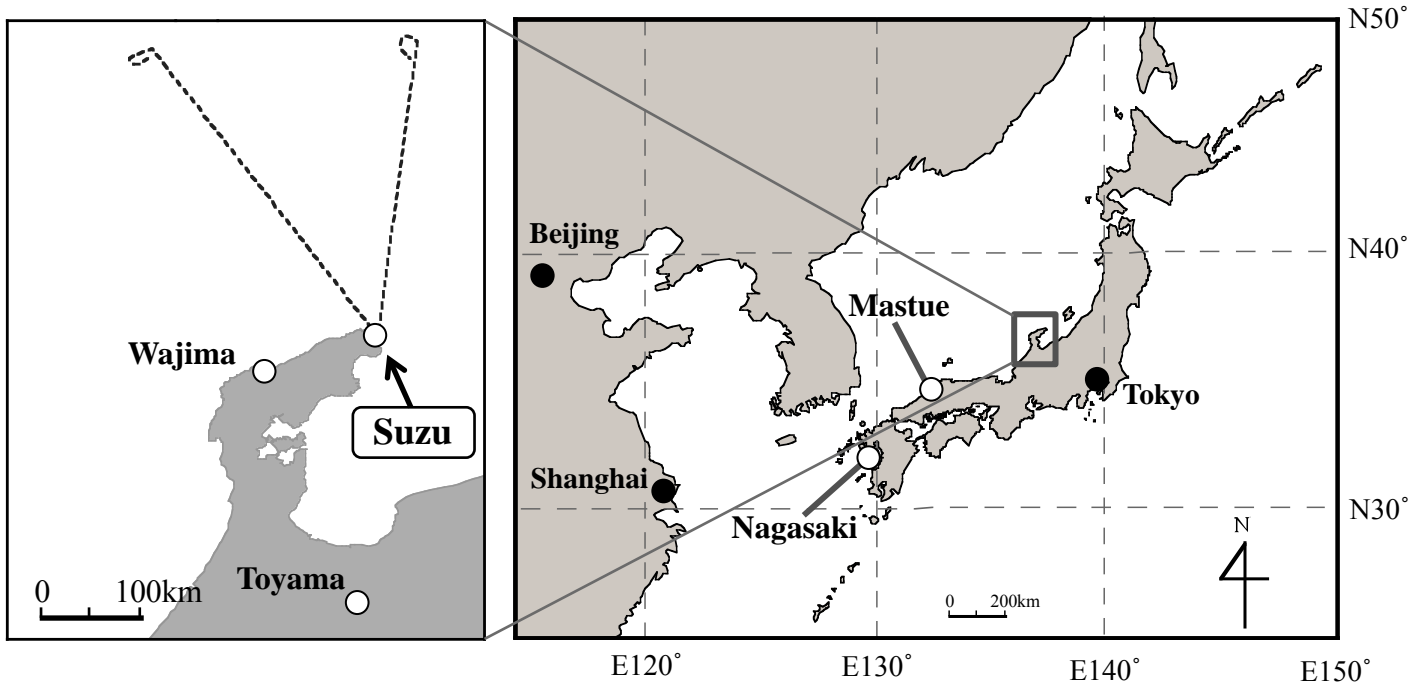 Wajima
Suzu
Toyama
0 100km
N50˚
Beijing
N40˚
Mastue
Tokyo
Shanghai
N30˚
Nagasaki
N
0 200km
E120˚ E130˚ E140˚ E150˚